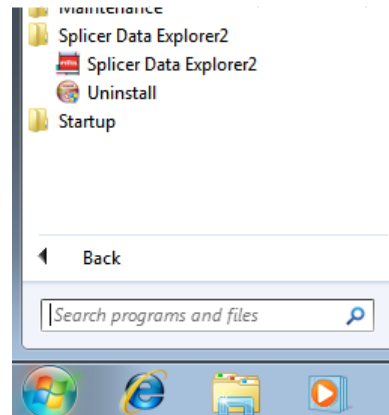 Maintenance
Splicer Data Explorer2
Splicer Data Explorer2
Uninstall
Startup
Back
Search programs and files